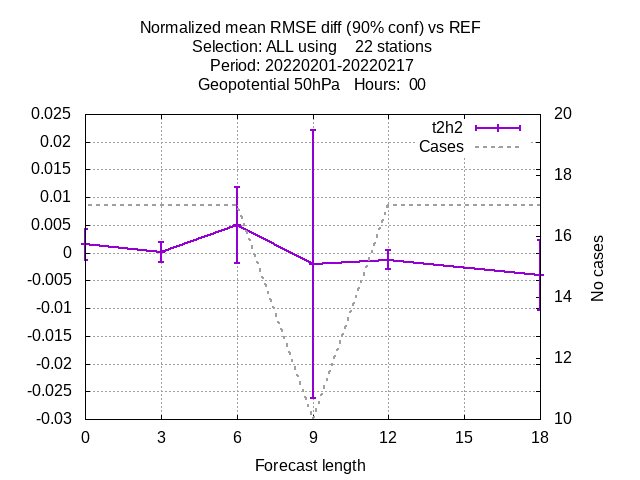 Normalized mean RMSE diff (90% conf) vs REF
Selection: ALL using    22 stations
Period: 20220201-20220217
Geopotential 50hPa   Hours:  00
t2h2
Cases
0.025
0.02
0.015
0.01
0.005
0
-0.005
-0.01
-0.015
-0.02
-0.025
-0.03
20
18
16
14
12
10
No cases
0 3 6 9 12 15 18
Forecast length